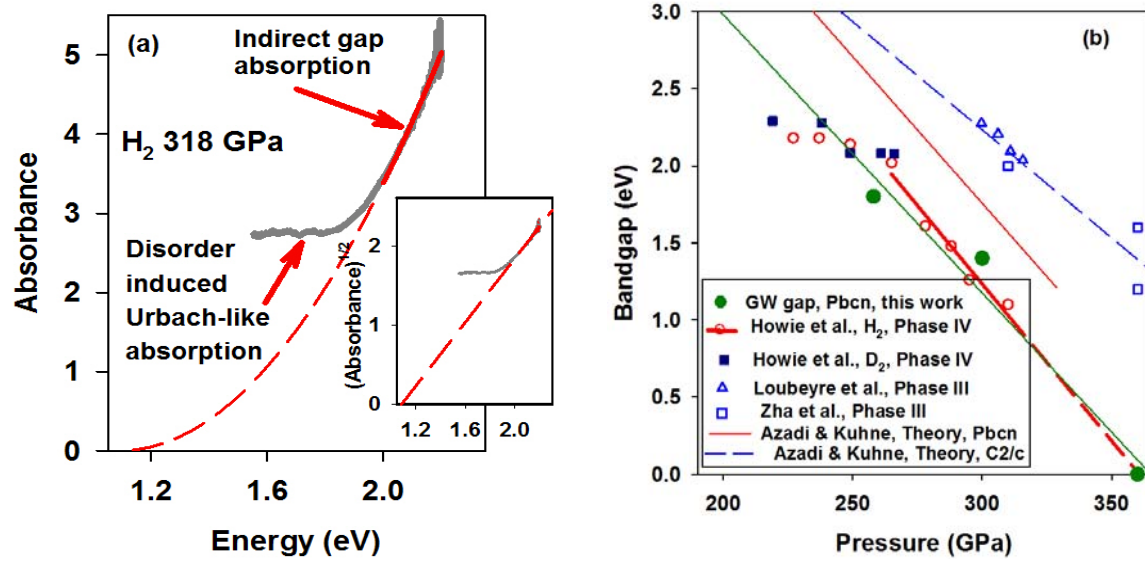 (a)
Indirect gap
absorption
H2 318 GPa
Disorder
induced
Urbach-like
absorption
Absorbance
5
4
3
2
1
0
1.2
1.6
2.0
Energy (eV)
(Absorbance)1/2
2
1
0
1.2
1.6
2.0
(b)
Bandgap (eV)
3.0
2.5
2.0
1.5
1.0
0.5
0.0
GW gap, Pbcn, this work
Howie et al., H2, Phase IV
Howie et al., D2, Phase IV
Loubeyre et al., Phase III
Zha et al., Phase III
Azadi & Kuhne, Theory, Pbcn
Azadi & Kuhne, Theory, C2/c
200
250
300
350
Pressure (GPa)